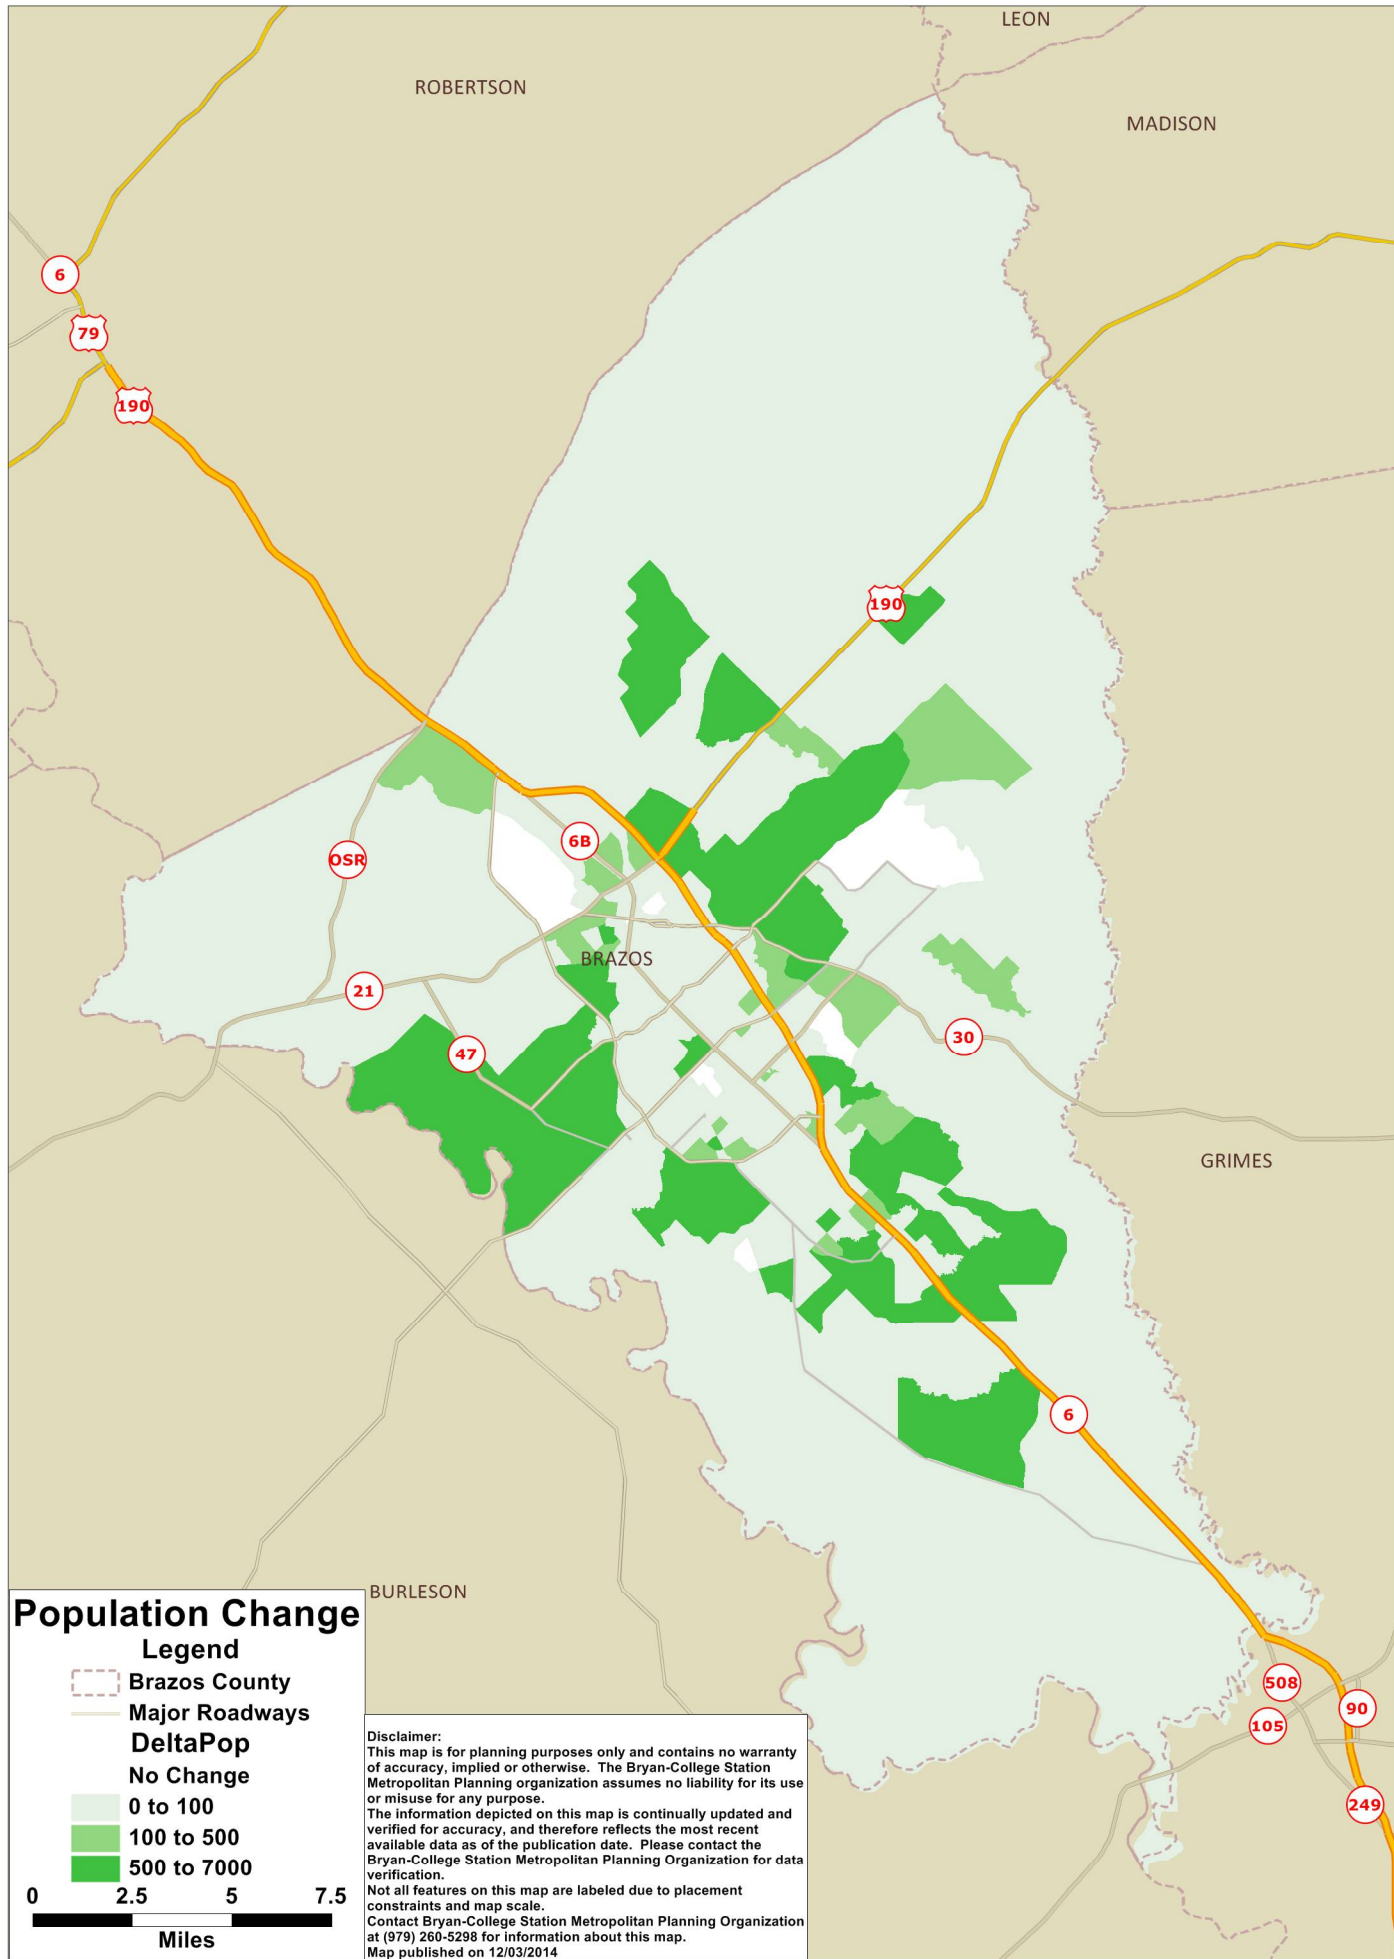 LEON
ROBERTSON
MADISON
6
79
190
190
6B
OSR
BRAZOS
21
30
47
GRIMES
6
BURLESON
508
90
105
249
Population Change
Legend
Brazos County
Major Roadways
DeltaPop
No Change
0 to 100
100 to 500
500 to 7000
0 2.5 5 7.5
Miles
Disclaimer:
This map is for planning purposes only and contains no warranty
of accuracy, implied or otherwise. The Bryan-College Station
Metropolitan Planning organization assumes no liability for its use
or misuse for any purpose.
The information depicted on this map is continually updated and
verified for accuracy, and therefore reflects the most recent
available data as of the publication date. Please contact the
Bryan-College Station Metropolitan Planning Organization for data
verification.
Not all features on this map are labeled due to placement
constraints and map scale.
Contact Bryan-College Station Metropolitan Planning Organization
at (979) 260-5298 for information about this map.
Map published on 12/03/2014